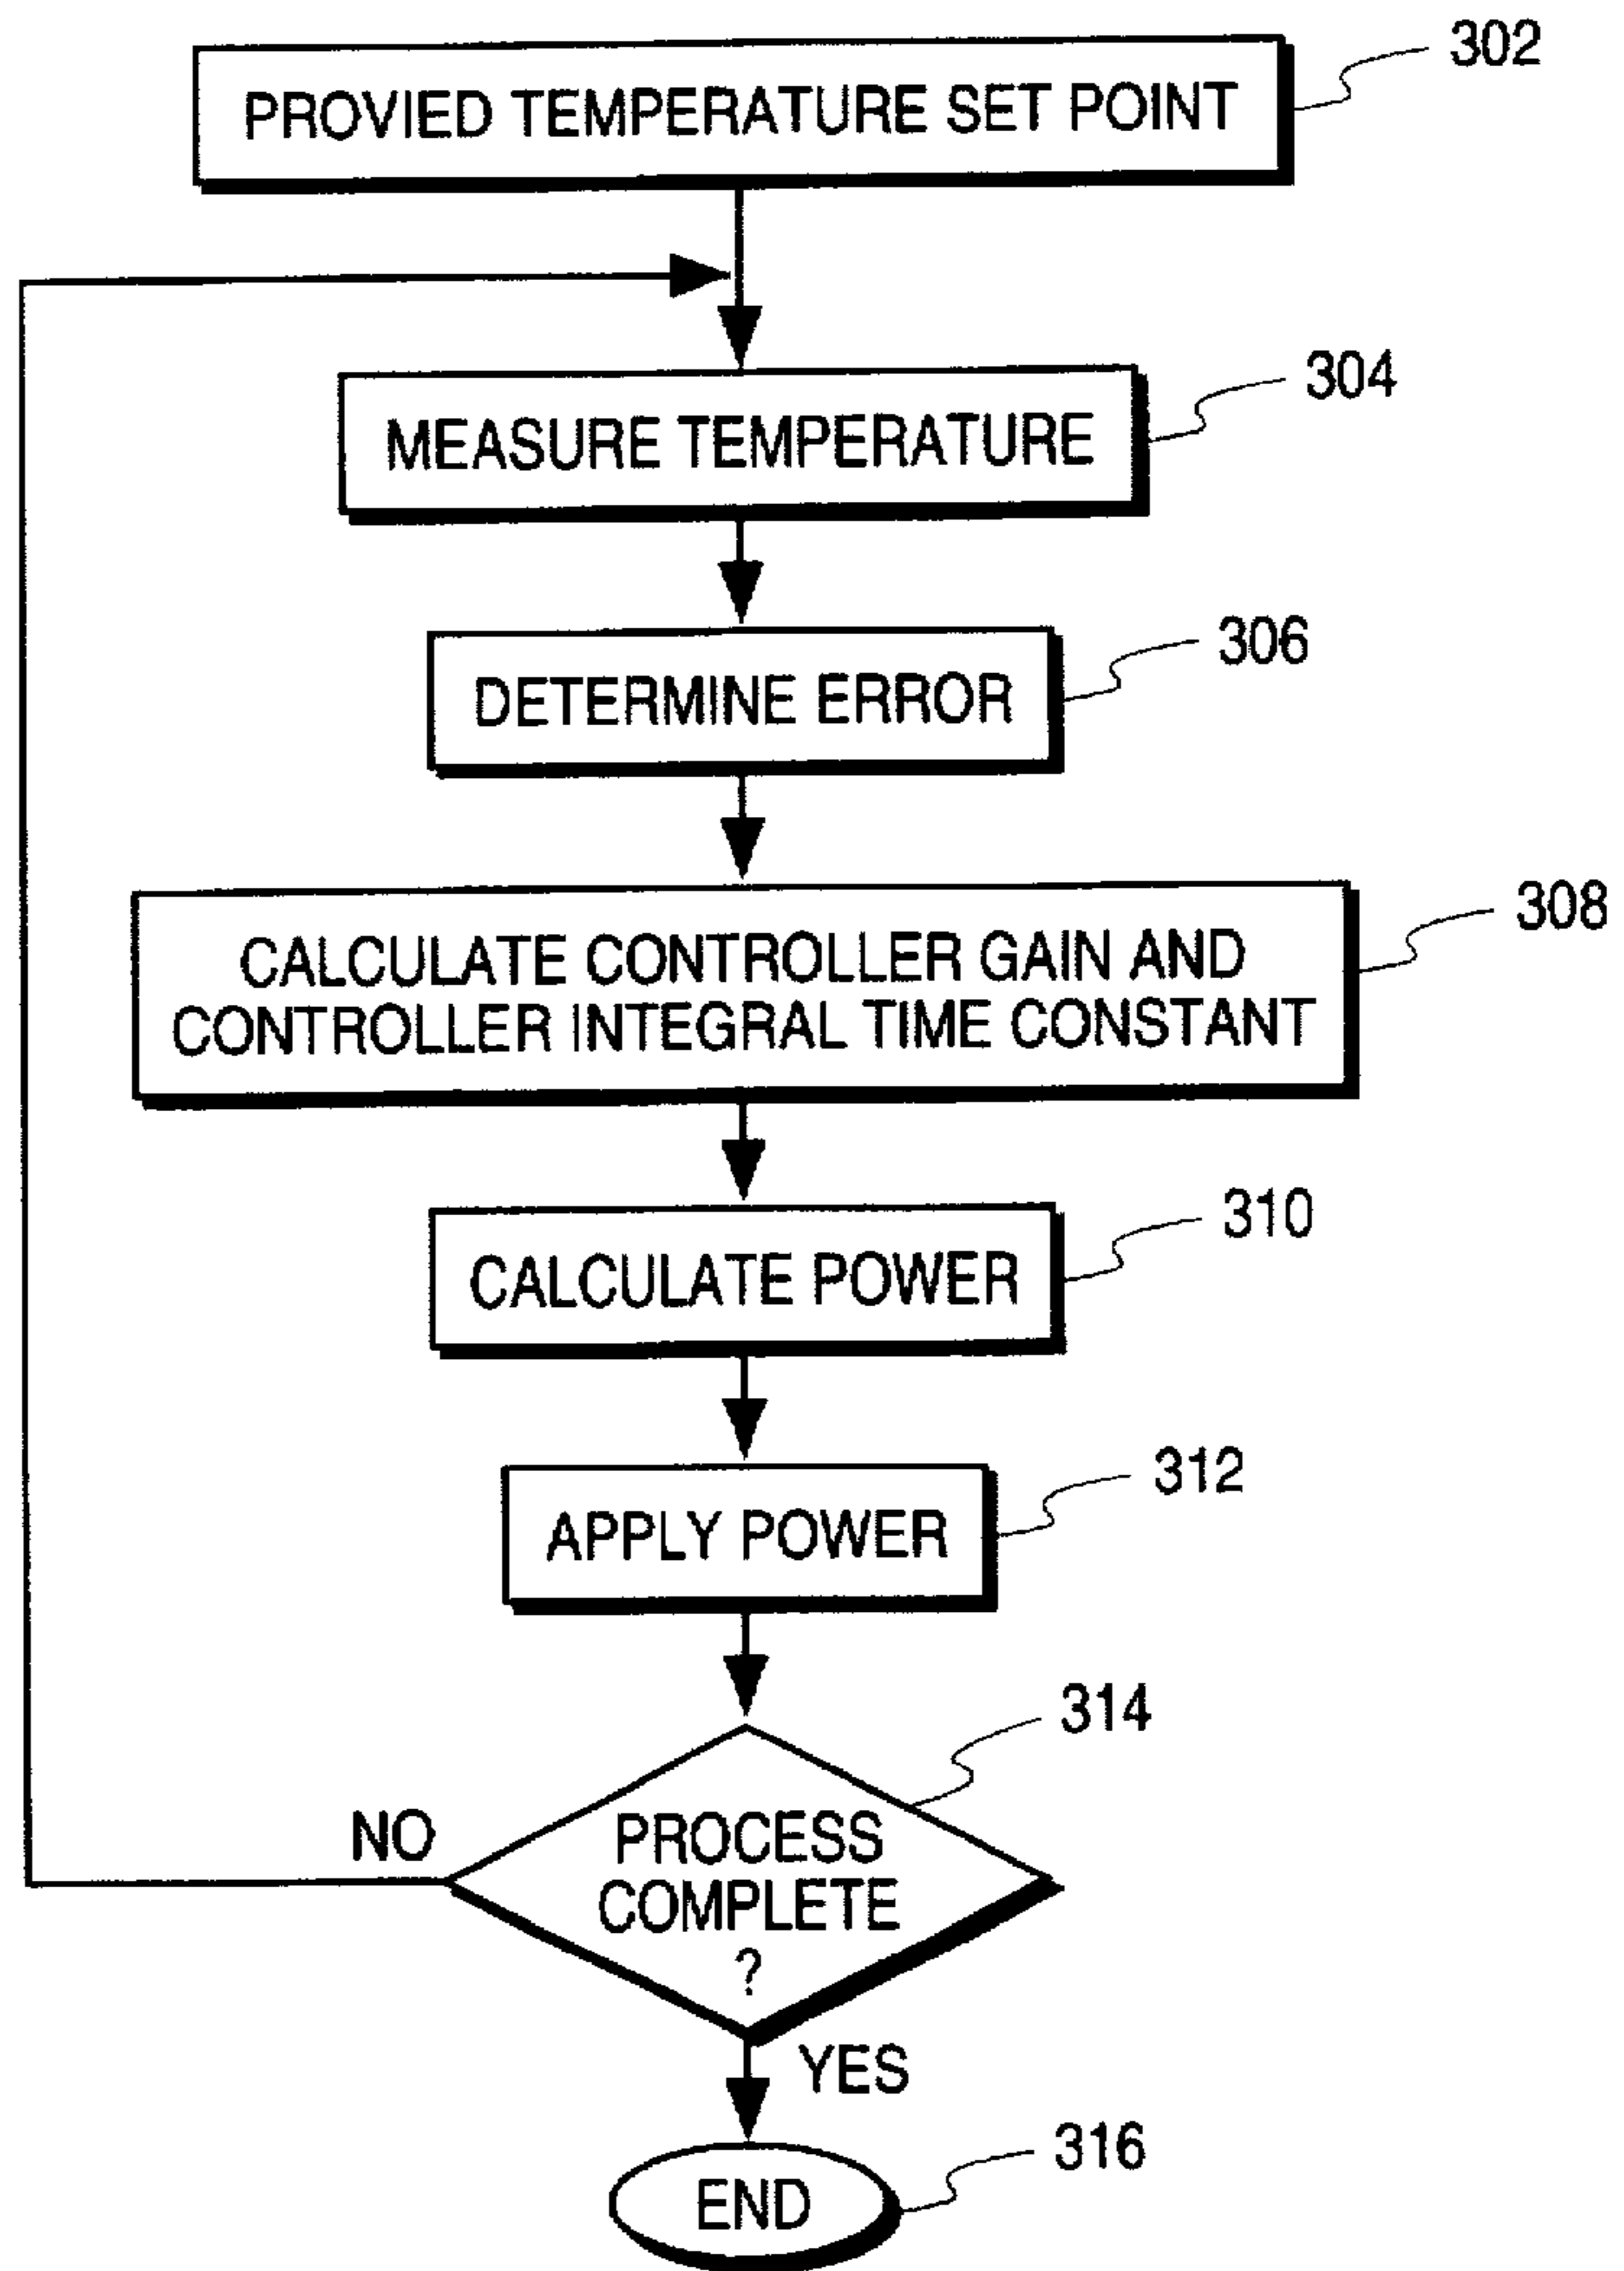 302
PROVIED TEMPERATURE SET POINT
304
MEASURE TEMPERATURE
306
DETERMINE ERROR
308
CALCULATE CONTROLLER GAIN AND
CONTROLLER INTEGRAL TIME CONSTANT
310
CALCULATE POWER
312
APPLY POWER
314
NO
PROCESS
COMPLETE
?
YES
316
END